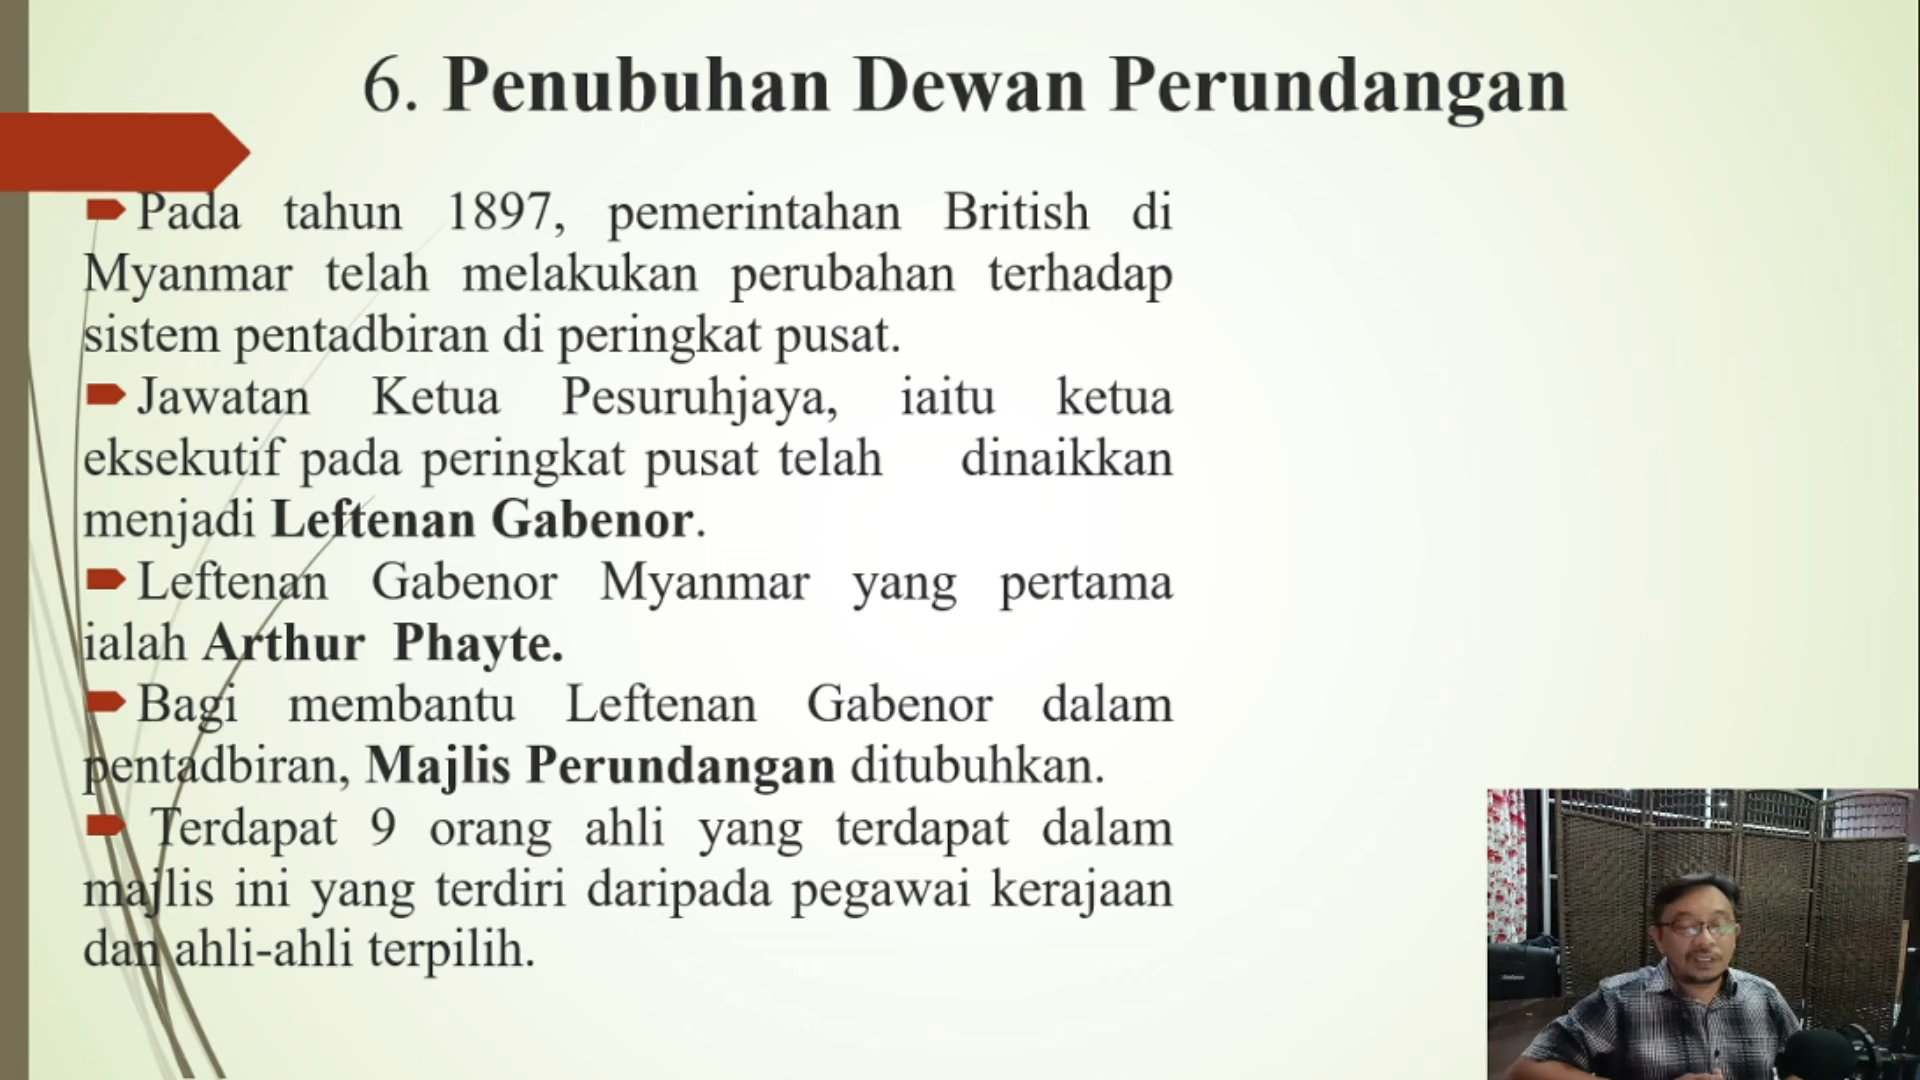 6. Penubuhan Dewan Perundangan
Pada tahun 1897, pemerintahan British di
Myanmar telah melakukan perubahan terhadap
sistem pentadbiran di peringkat pusat.
Jawatan Ketua Pesuruhjaya, iaitu ketua
eksekutif pada peringkat pusat telah dinaikkan
menjadi Leftenan Gabenor.
Leftenan Gabenor Myanmar yang pertama
ialah Arthur Phayte.
Bagi membantu Leftenan Gabenor dalam
pentadbiran, Majlis Perundangan ditubuhkan.
Terdapat 9 orang ahli yang terdapat dalam
majlis ini yang terdiri daripada pegawai kerajaan
dan ahli-ahli terpilih.